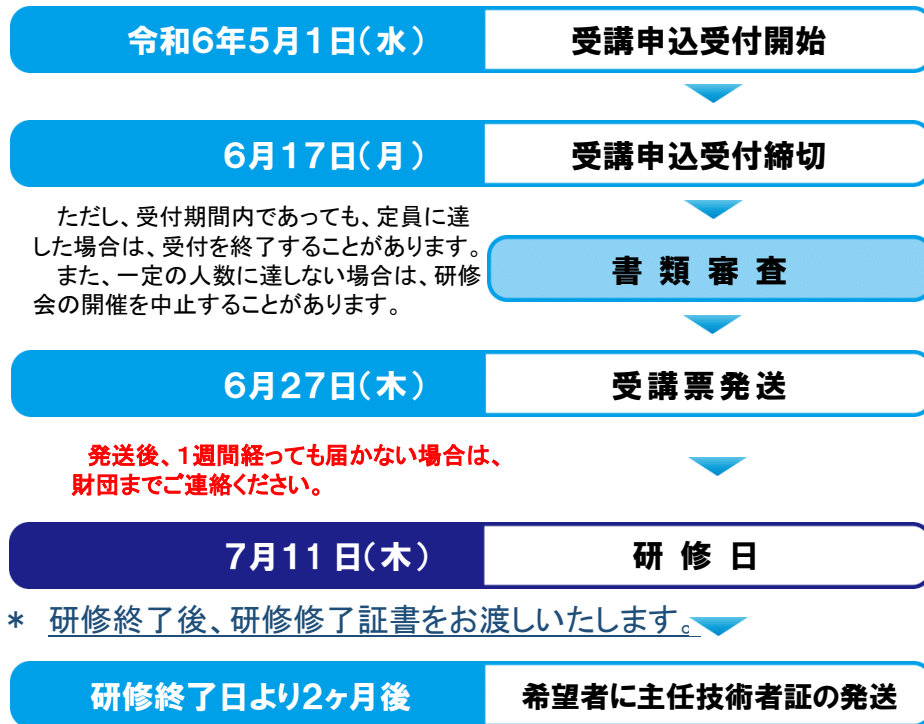 令和6年5月1日(水) 受講申込受付開始
6月17日(月) 受講申込受付締切
ただし、受付期間内であっても、定員に達
した場合は、受付を終了することがあります。
また、一定の人数に達しない場合は、研修
会の開催を中止することがあります。
書類審査
6月27日(木) 受講票発送
発送後、1週間経っても届かない場合は、
財団までご連絡ください。
7月11日(木) 研修日
* 研修終了後、研修修了証書をお渡しいたします。
研修終了日より2ヶ月後 希望者に主任技術者証の発送